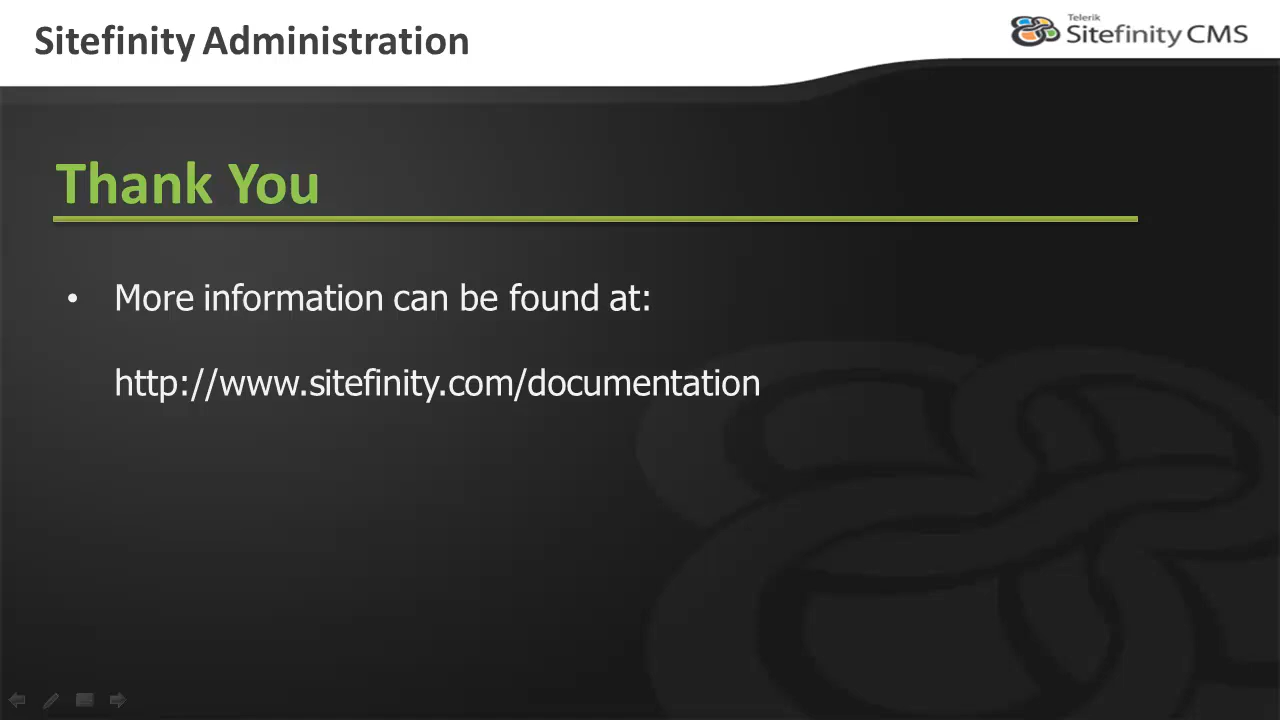 Sitefinity Administration
Telerik
Sitefinity CMS
Thank You
• More information can be found at:
http://www.sitefinity.com/documentation